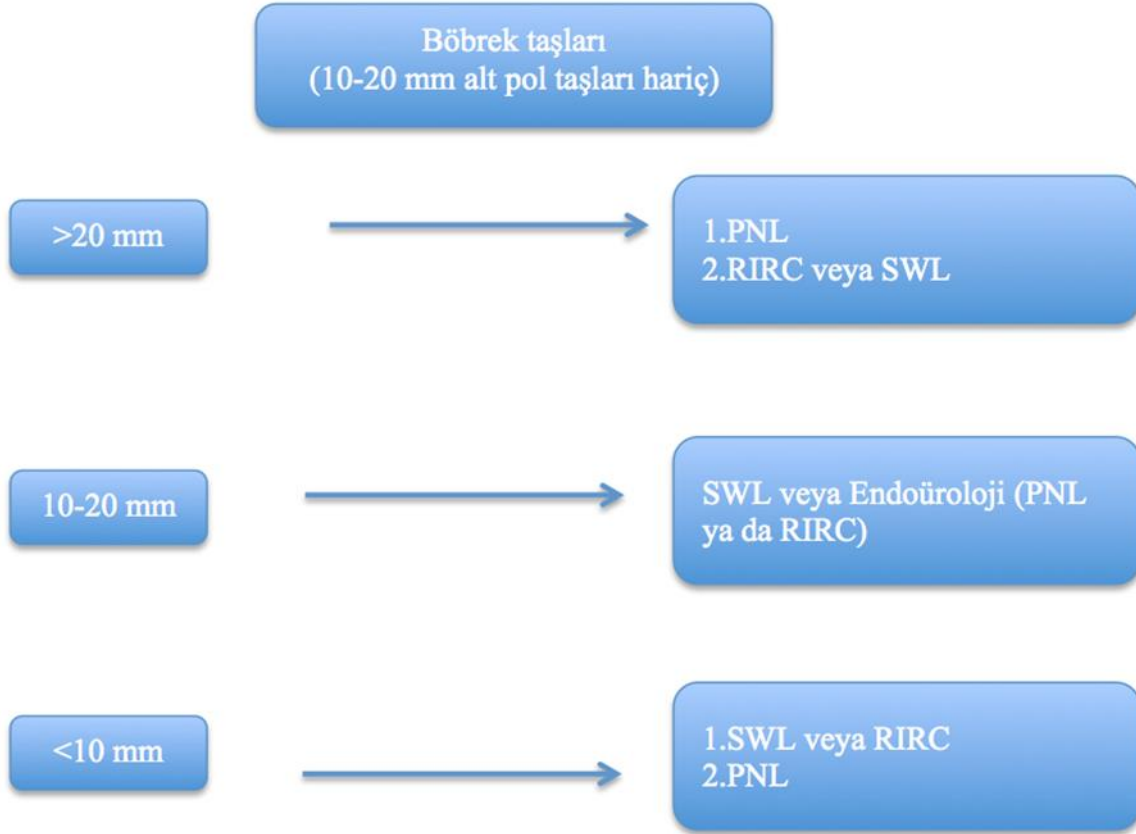 Böbrek taşları
(10-20 mm alt pol taşları hariç)
>20 mm
1.PNL
2.RIRC veya SWL
10-20 mm
SWL veya Endoüroloji (PNL
ya da RIRC)
<10 mm
1.SWL veya RIRC
2.PNL